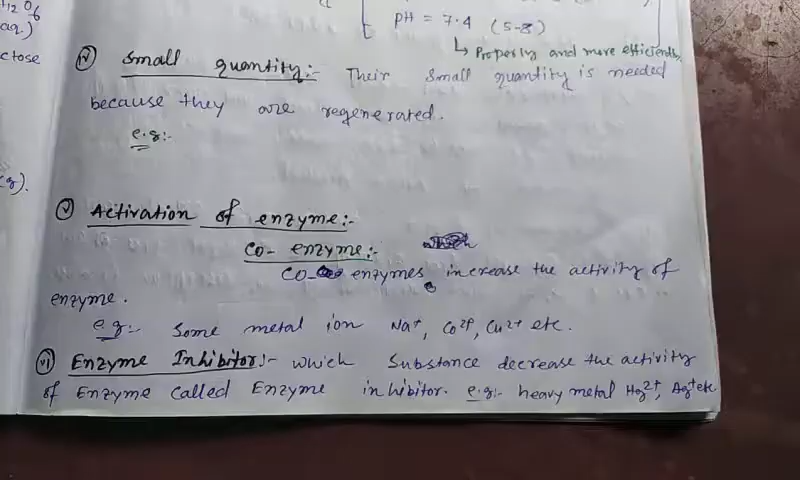 H₁₂O₆
aq.)
ctose
(g).
pH = 7.4 (5-8)
↳ Properly and more efficiently
iv) Small quantity:- Their small quantity is needed
because they are regenerated.
e.g:-
v) Activation of enzyme:-
Co- enzyme:-
Co- enzymes increase the activity of
enzyme.
e.g:- Some metal ion Na⁺, Co²⁺, Cu²⁺ etc.
vi) Enzyme Inhibitor:- which Substance decrease the activity
of Enzyme called Enzyme inhibitor. e.g:- heavy metal Hg²⁺, Ag⁺ etc